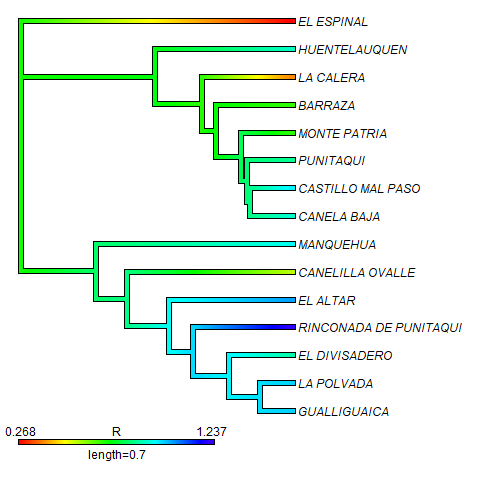 EL ESPINAL
HUENTELAUQUEN
LA CALERA
BARRAZA
MONTE PATRIA
PUNITAQUI
CASTILLO MAL PASO
CANELA BAJA
MANQUEHUA
CANELILLA OVALLE
EL ALTAR
RINCONADA DE PUNITAQUI
EL DIVISADERO
LA POLVADA
GUALLIGUAICA
0.268 R 1.237
length=0.7